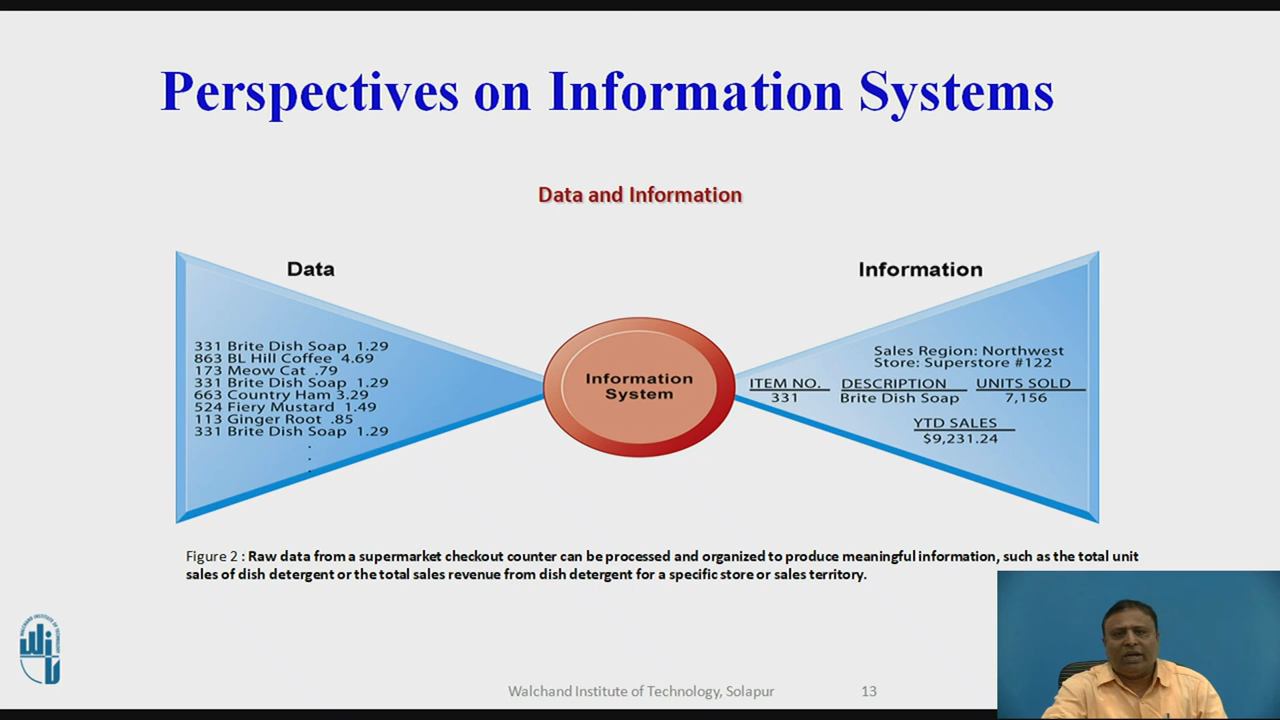 Perspectives on Information Systems
Data and Information
Data
331 Brite Dish Soap 1.29
863 BL Hill Coffee 4.69
173 Meow Cat .79
331 Brite Dish Soap 1.29
663 Country Ham 3.29
524 Fiery Mustard 1.49
113 Ginger Root .85
331 Brite Dish Soap 1.29
.
.
.
Information
System
Information
Sales Region: Northwest
Store: Superstore #122
ITEM NO. DESCRIPTION UNITS SOLD
331 Brite Dish Soap 7,156
YTD SALES
$9,231.24
Figure 2 : Raw data from a supermarket checkout counter can be processed and organized to produce meaningful information, such as the total unit
sales of dish detergent or the total sales revenue from dish detergent for a specific store or sales territory.
WALCHAND INSTITUTE OF TECHNOLOGY
Walchand Institute of Technology, Solapur 13